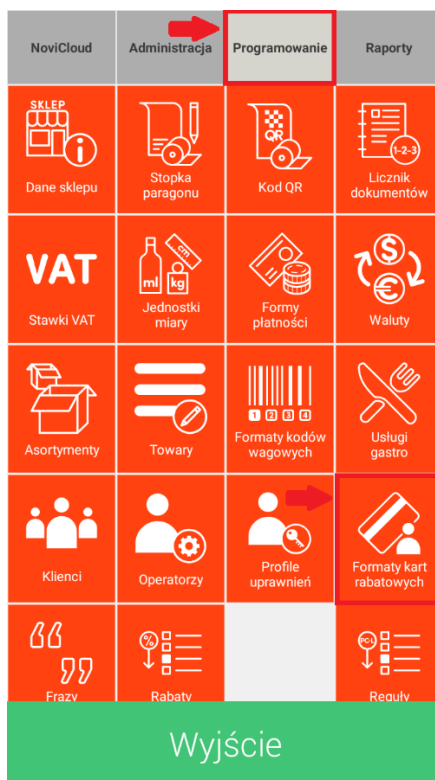 NoviCloud
Administracja
Programowanie
Raporty
SKLEP
Dane sklepu
Stopka
paragonu
QR
Kod QR
1-2-3
Licznik
dokumentów
VAT
Stawki VAT
ml
cm
kg
Jednostki
miary
Formy
płatności
$
€
Waluty
Asortymenty
Towary
1 2 3 4
Formaty kodów
wagowych
Usługi
gastro
Klienci
Operatorzy
Profile
uprawnień
Formaty kart
rabatowych
Frazy
%
Rabaty
PC-L
Reguły
Wyjście